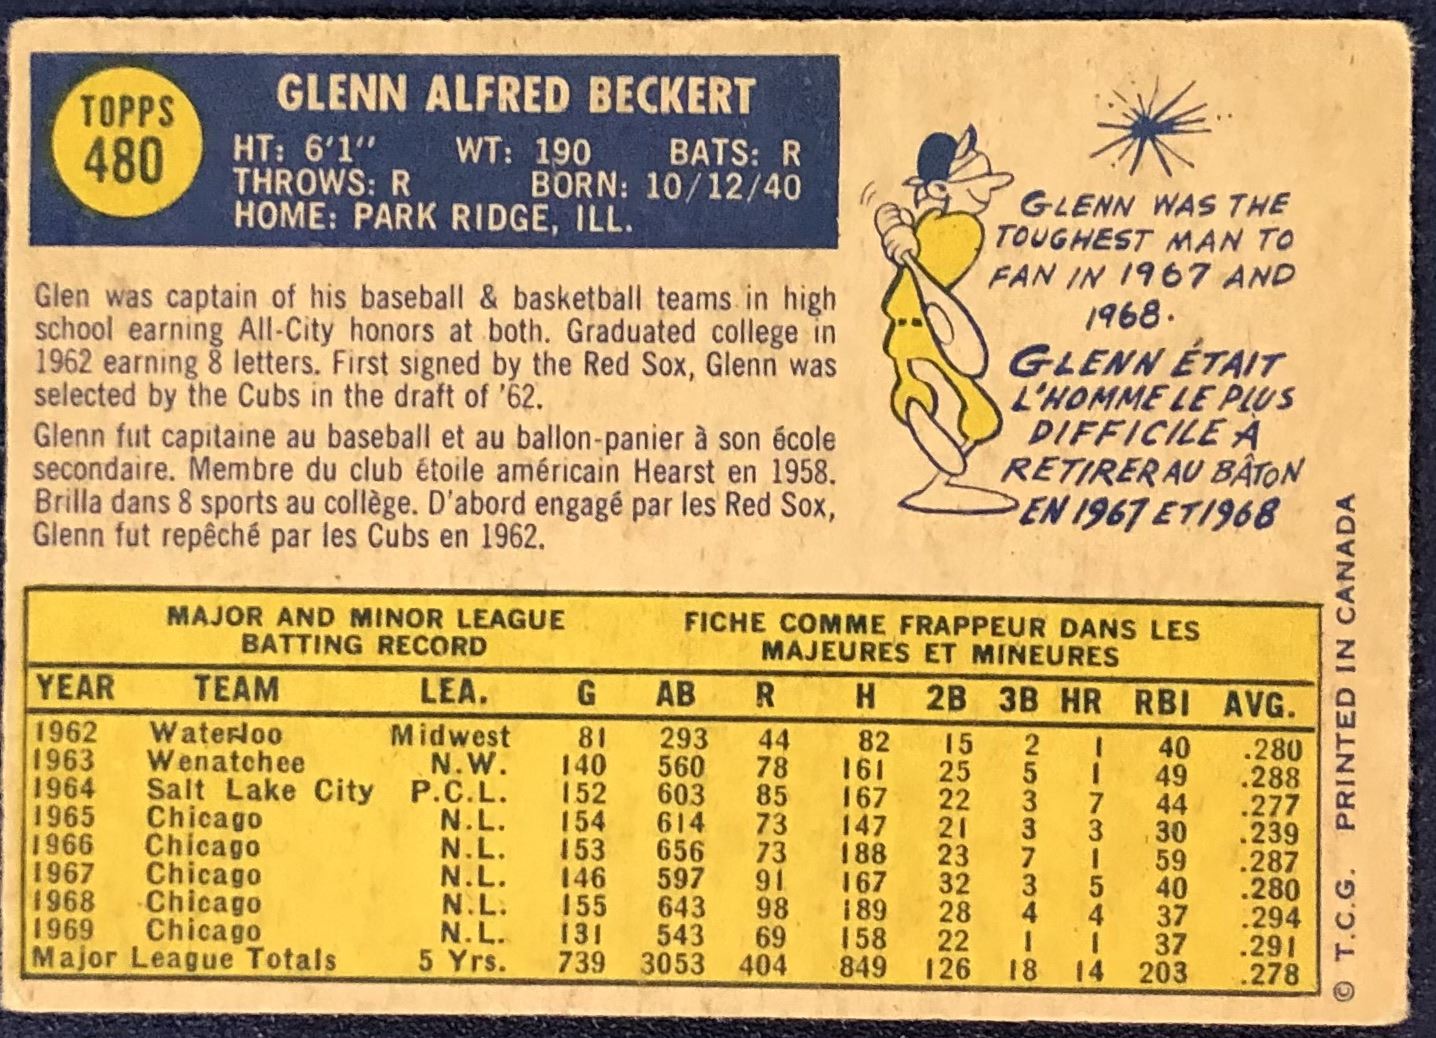 TOPPS
480
GLENN ALFRED BECKERT
HT: 6'1" WT: 190 BATS: R
THROWS: R BORN: 10/12/40
HOME: PARK RIDGE, ILL.
Glen was captain of his baseball & basketball teams in high
school earning All-City honors at both. Graduated college in
1962 earning 8 letters. First signed by the Red Sox, Glenn was
selected by the Cubs in the draft of '62.
Glenn fut capitaine au baseball et au ballon-panier à son école
secondaire. Membre du club étoile américain Hearst en 1958.
Brilla dans 8 sports au collège. D'abord engagé par les Red Sox,
Glenn fut repêché par les Cubs en 1962.
GLENN WAS THE
TOUGHEST MAN TO
FAN IN 1967 AND
1968.
GLENN ÉTAIT
L'HOMME LE PLUS
DIFFICILE A
RETIRER AU BÂTON
EN 1967 ET 1968
MAJOR AND MINOR LEAGUE
BATTING RECORD
FICHE COMME FRAPPEUR DANS LES
MAJEURES ET MINEURES
YEAR TEAM LEA. G AB R H 2B 3B HR RBI AVG.
1962 Waterloo Midwest 81 293 44 82 15 2 1 40 .280
1963 Wenatchee N.W. 140 560 78 161 25 5 1 49 .288
1964 Salt Lake City P.C.L. 152 603 85 167 22 3 7 44 .277
1965 Chicago N.L. 154 614 73 147 21 3 3 30 .239
1966 Chicago N.L. 153 656 73 188 23 7 1 59 .287
1967 Chicago N.L. 146 597 91 167 32 3 5 40 .280
1968 Chicago N.L. 155 643 98 189 28 4 4 37 .294
1969 Chicago N.L. 131 543 69 158 22 1 1 37 .291
Major League Totals 5 Yrs. 739 3053 404 849 126 18 14 203 .278
© T.C.G. PRINTED IN CANADA